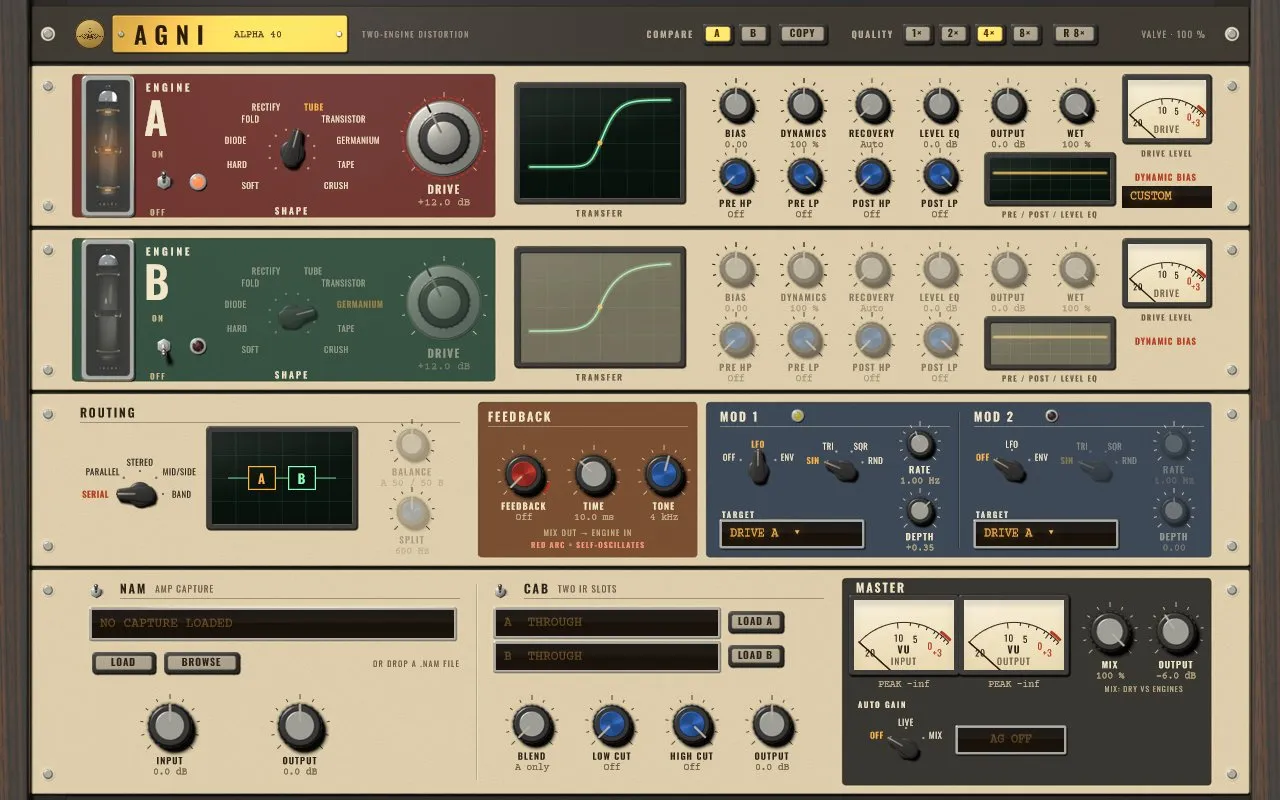 AGNI ALPHA 40 TWO-ENGINE DISTORTION COMPARE A B COPY QUALITY 1× 2× 4× 8× R 8× VALVE · 100 %
ENGINE
A
ON
OFF
RECTIFY TUBE
FOLD TRANSISTOR
DIODE GERMANIUM
HARD TAPE
SOFT CRUSH
SHAPE
DRIVE
+12.0 dB
TRANSFER
BIAS DYNAMICS RECOVERY LEVEL EQ OUTPUT WET
0.00 100 % Auto 0.0 dB 0.0 dB 100 %
PRE HP PRE LP POST HP POST LP
Off Off Off Off
PRE / POST / LEVEL EQ
20 10 5 0 +3
DRIVE
DRIVE LEVEL
DYNAMIC BIAS
CUSTOM
ENGINE
B
ON
OFF
RECTIFY TUBE
FOLD TRANSISTOR
DIODE GERMANIUM
HARD TAPE
SOFT CRUSH
SHAPE
DRIVE
+12.0 dB
TRANSFER
BIAS DYNAMICS RECOVERY LEVEL EQ OUTPUT WET
0.00 100 % Auto 0.0 dB 0.0 dB 100 %
PRE HP PRE LP POST HP POST LP
Off Off Off Off
PRE / POST / LEVEL EQ
20 10 5 0 +3
DRIVE
DRIVE LEVEL
DYNAMIC BIAS
ROUTING
STEREO
PARALLEL MID/SIDE
SERIAL BAND
A B
BALANCE
A 50 / 50 B
SPLIT
600 Hz
FEEDBACK
FEEDBACK TIME TONE
Off 10.0 ms 4 kHz
MIX OUT → ENGINE IN
RED ARC = SELF-OSCILLATES
MOD 1
LFO
OFF ENV
TRI SQR
SIN RND
RATE
1.00 Hz
TARGET
DRIVE A
DEPTH
+0.35
MOD 2
LFO
OFF ENV
TRI SQR
SIN RND
RATE
1.00 Hz
TARGET
DRIVE A
DEPTH
0.00
NAM AMP CAPTURE
NO CAPTURE LOADED
LOAD BROWSE OR DROP A .NAM FILE
INPUT OUTPUT
0.0 dB 0.0 dB
CAB TWO IR SLOTS
A THROUGH LOAD A
B THROUGH LOAD B
BLEND LOW CUT HIGH CUT OUTPUT
A only Off Off 0.0 dB
MASTER
20 10 5 0 +3
VU
INPUT
PEAK -inf
20 10 5 0 +3
VU
OUTPUT
PEAK -inf
MIX OUTPUT
100 % -6.0 dB
MIX: DRY VS ENGINES
AUTO GAIN
LIVE
OFF MIX
AG OFF